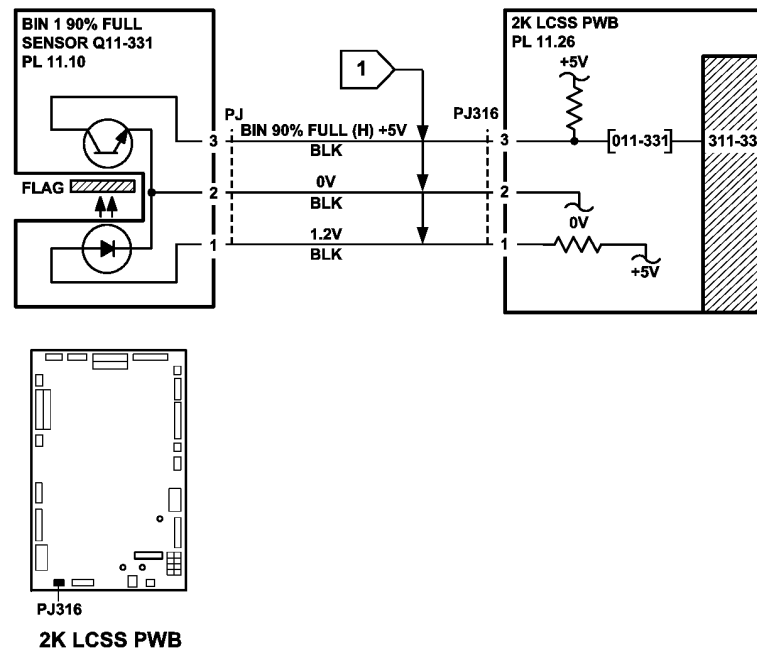 BIN 1 90% FULL
SENSOR Q11-331
PL 11.10
FLAG
3
2
1
PJ
BIN 90% FULL (H) +5V
BLK
0V
BLK
1.2V
BLK
1
PJ316
2K LCSS PWB
PL 11.26
+5V
3
2
1
011-331
311-33
0V
+5V
PJ316
2K LCSS PWB